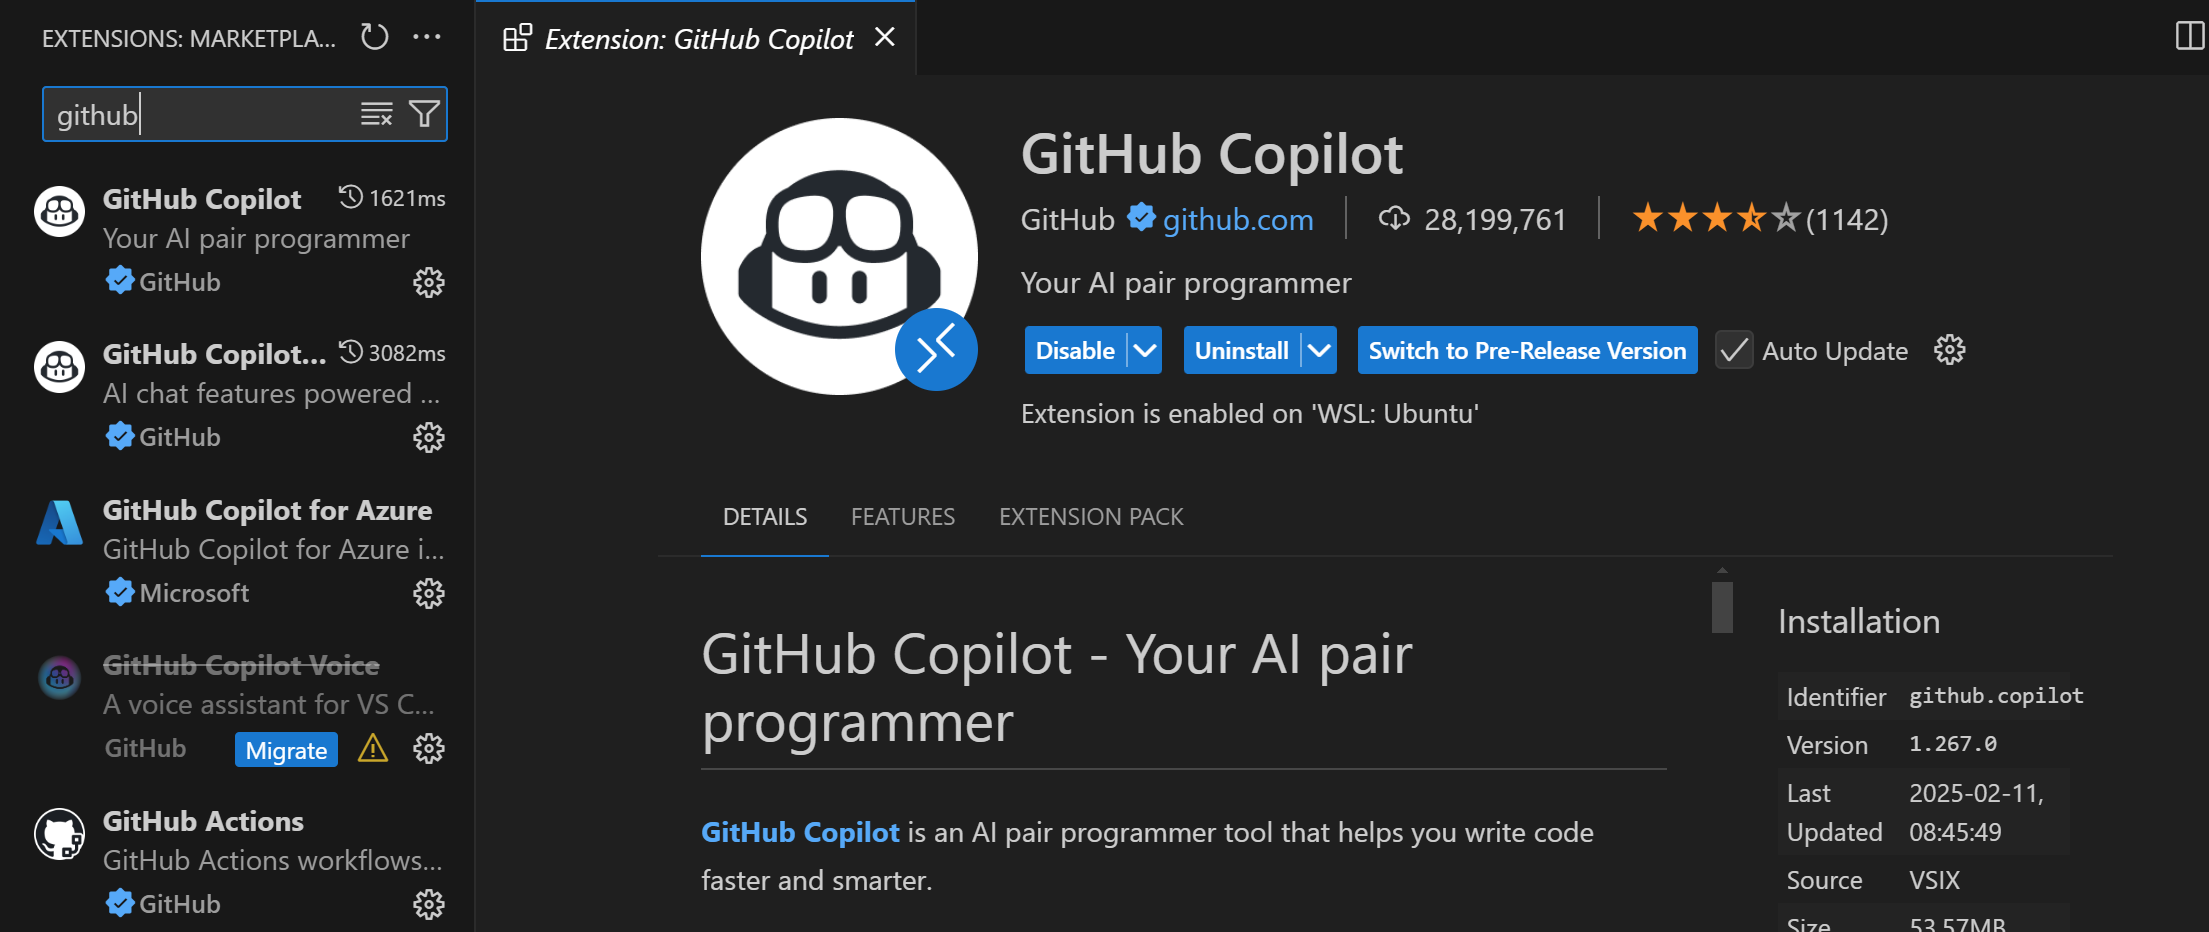 EXTENSIONS: MARKETPLA...
github
GitHub Copilot 1621ms
Your AI pair programmer
GitHub
GitHub Copilot... 3082ms
AI chat features powered ...
GitHub
GitHub Copilot for Azure
GitHub Copilot for Azure i...
Microsoft
GitHub Copilot Voice
A voice assistant for VS C...
GitHub Migrate
GitHub Actions
GitHub Actions workflows...
GitHub
Extension: GitHub Copilot
GitHub Copilot
GitHub github.com 28,199,761 (1142)
Your AI pair programmer
Disable Uninstall Switch to Pre-Release Version Auto Update
Extension is enabled on 'WSL: Ubuntu'
DETAILS FEATURES EXTENSION PACK
GitHub Copilot - Your AI pair
programmer
GitHub Copilot is an AI pair programmer tool that helps you write code
faster and smarter.
Installation
Identifier github.copilot
Version 1.267.0
Last 2025-02-11,
Updated 08:45:49
Source VSIX
Size 53.57MB